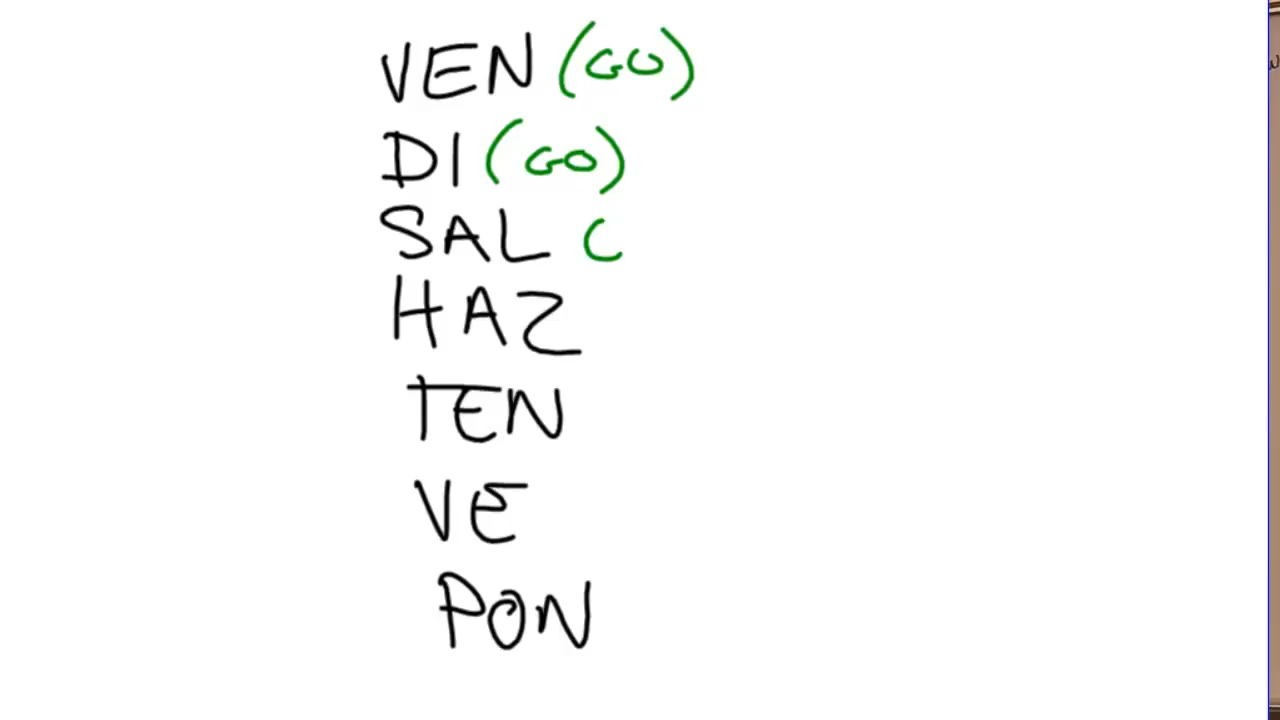 VEN (GO)
DI (GO)
SAL (
HAZ
TEN
VE
PON